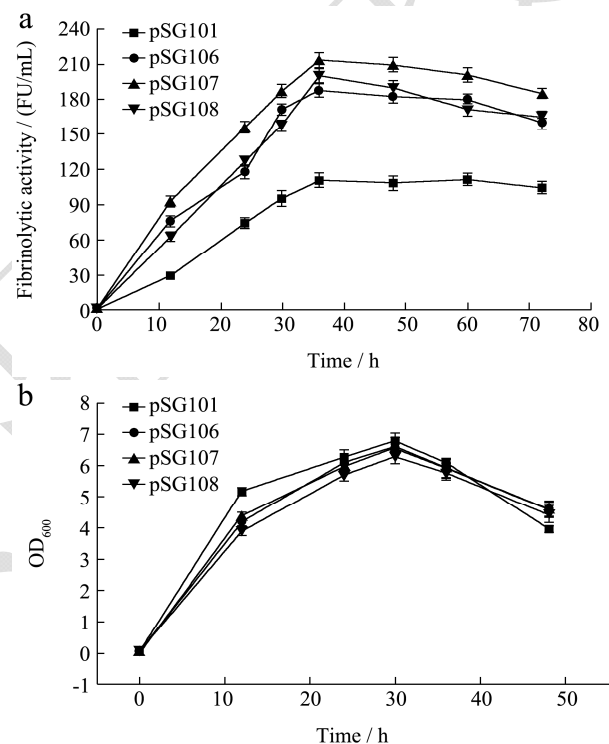 a
pSG101
pSG106
pSG107
pSG108
240
210
180
150
120
90
60
30
0
0 10 20 30 40 50 60 70 80
Fibrinolytic activity / (FU/mL)
Time / h
b
pSG101
pSG106
pSG107
pSG108
8
7
6
5
4
3
2
1
0
-1
0 10 20 30 40 50
OD600
Time / h